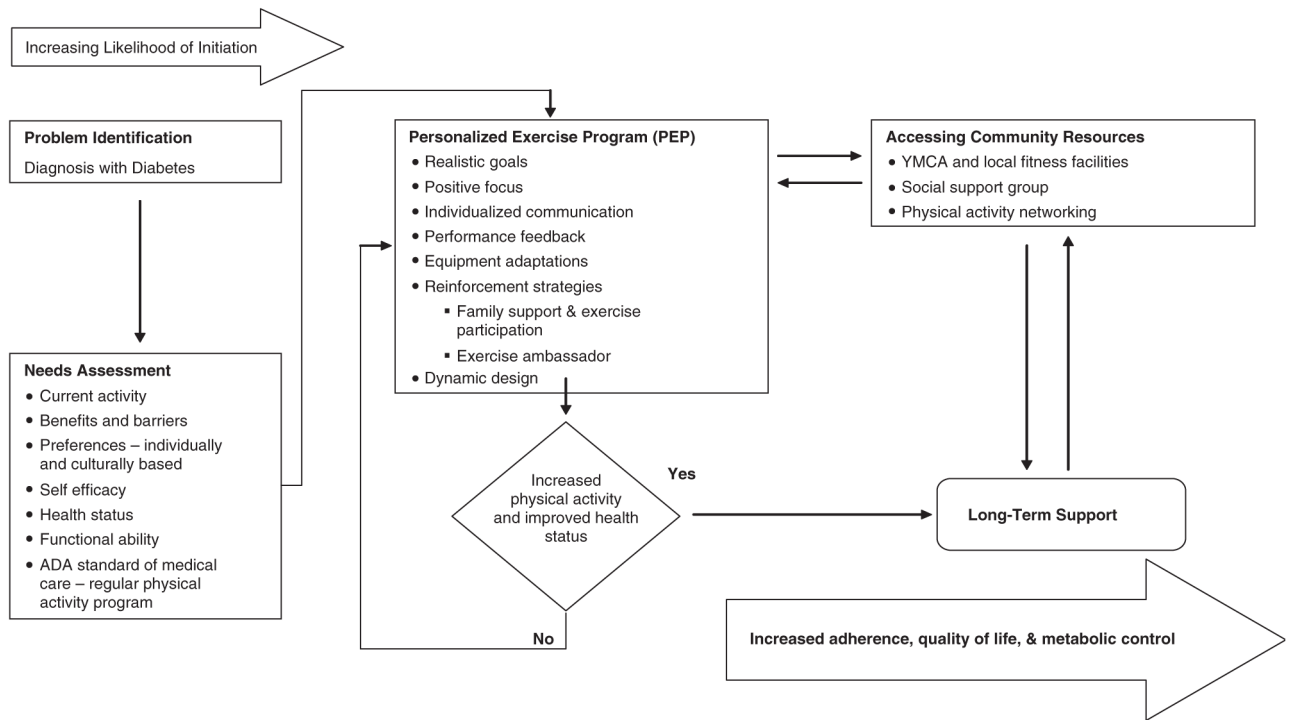 Increasing Likelihood of Initiation
Problem Identification
Diagnosis with Diabetes
Needs Assessment
• Current activity
• Benefits and barriers
• Preferences – individually
and culturally based
• Self efficacy
• Health status
• Functional ability
• ADA standard of medical
care – regular physical
activity program
Personalized Exercise Program (PEP)
• Realistic goals
• Positive focus
• Individualized communication
• Performance feedback
• Equipment adaptations
• Reinforcement strategies
▪ Family support & exercise
participation
▪ Exercise ambassador
• Dynamic design
Increased
physical activity
and improved health
status
Yes
No
Accessing Community Resources
• YMCA and local fitness facilities
• Social support group
• Physical activity networking
Long-Term Support
Increased adherence, quality of life, & metabolic control